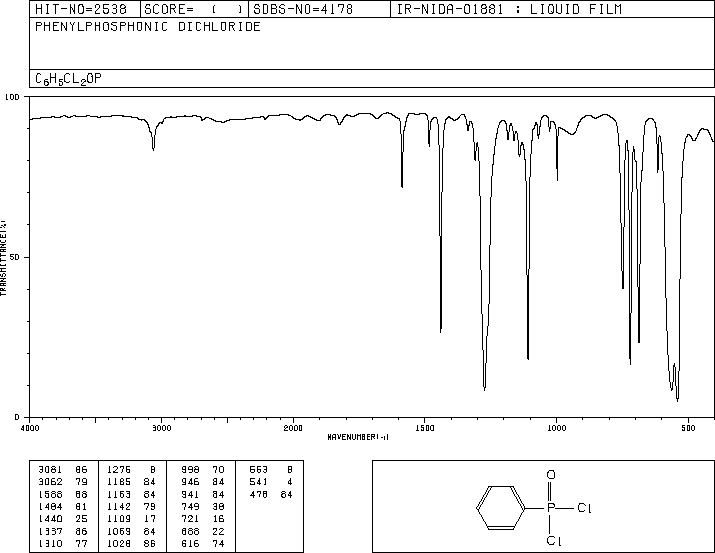 HIT-NO=2538 SCORE= ( ) SDBS-NO=4178 IR-NIDA-01881 : LIQUID FILM
PHENYLPHOSPHONIC DICHLORIDE
C6H5CL2OP
100
50
0
TRANSMITTANCE(%)
4000 3000 2000 1500 1000 500
WAVENUMBER(-1)
3081 86 1275 8 998 70 563 8
3062 79 1185 84 946 84 541 4
1588 68 1163 84 941 84 478 84
1484 81 1142 79 749 38
1440 25 1109 17 721 16
1337 86 1069 84 688 22
1310 77 1028 86 616 74
O
P Cl
Cl